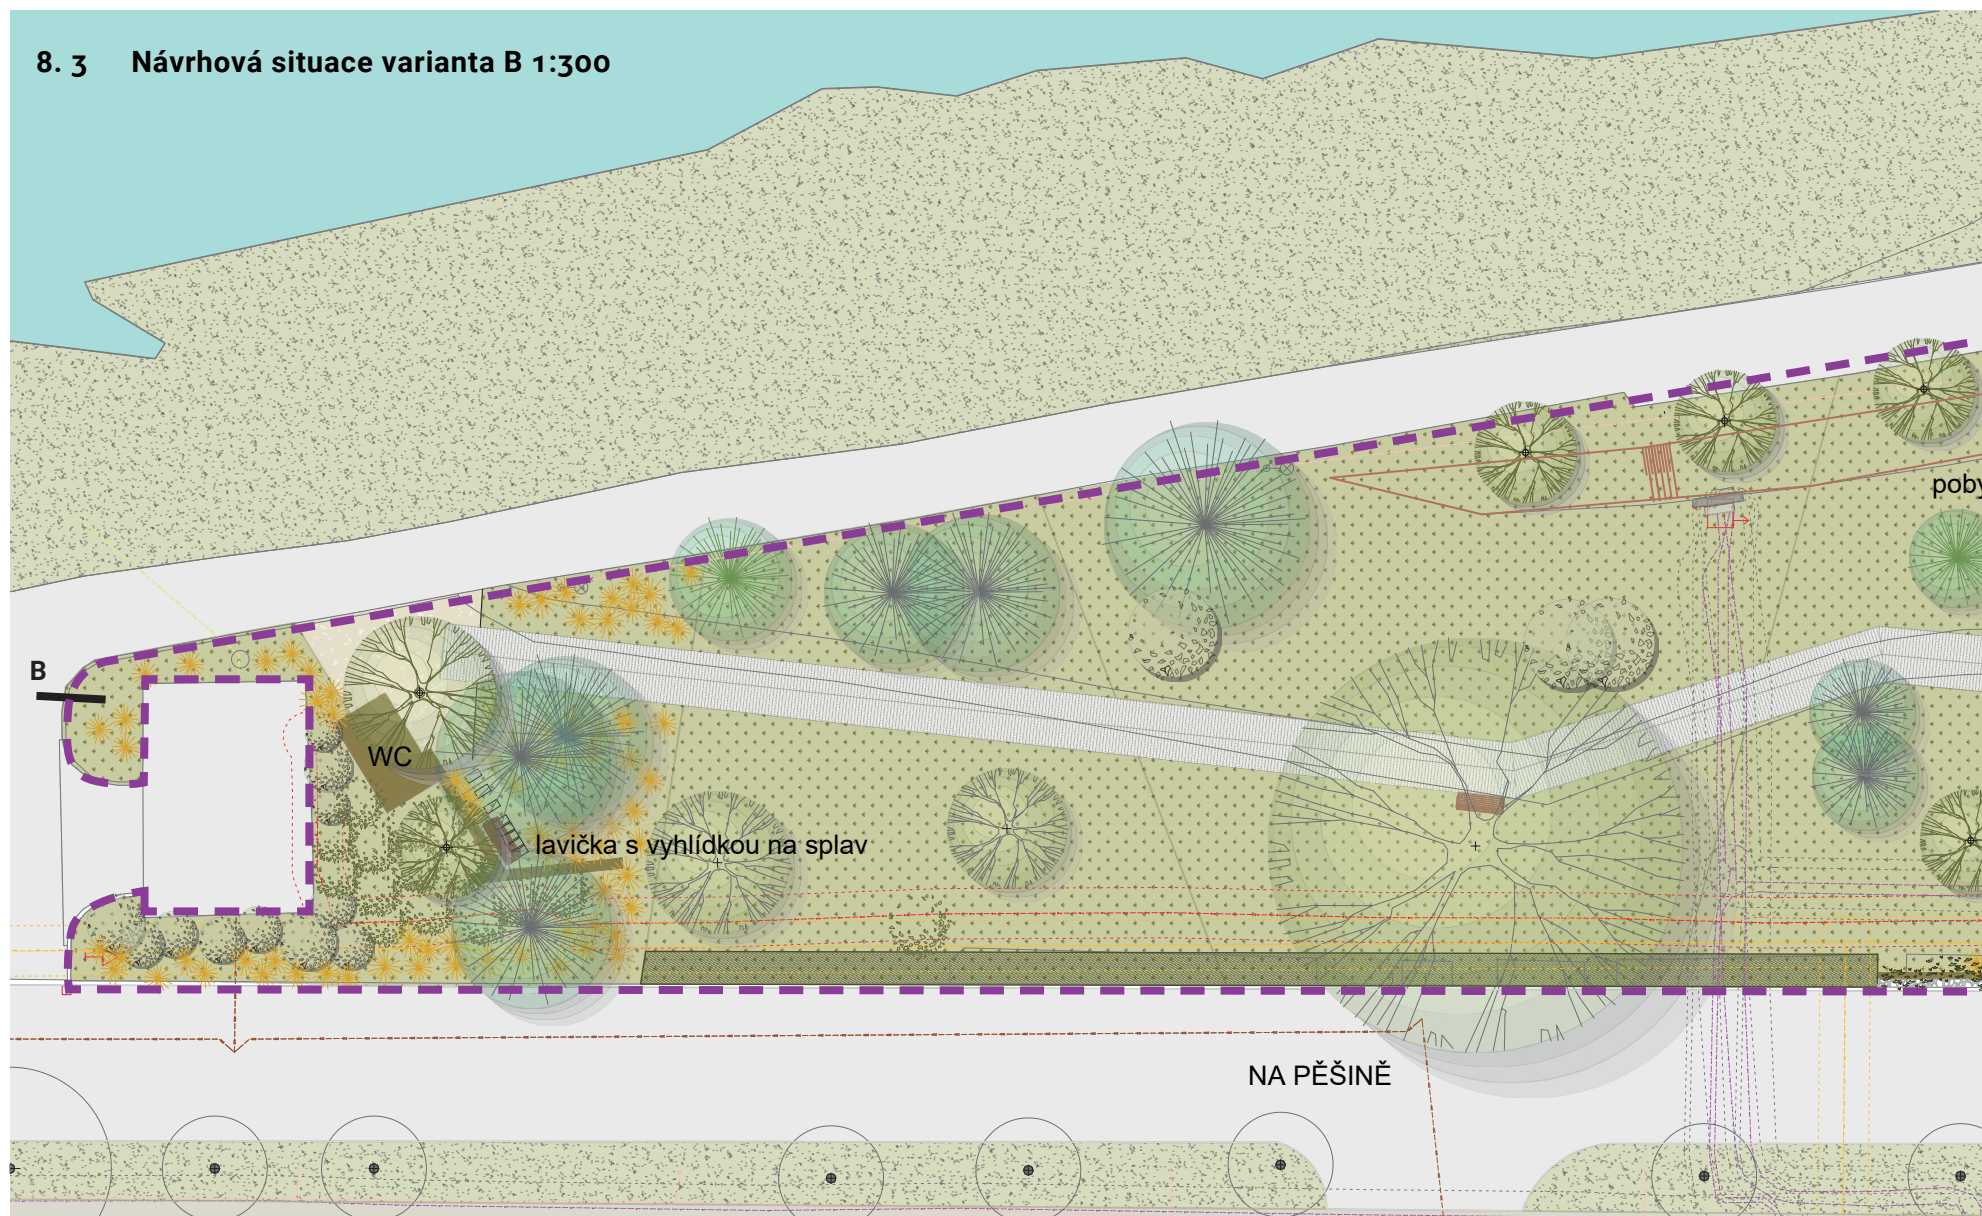 8. 3 Návrhová situace varianta B 1:300
poby
B
WC
lavička s vyhlídkou na splav
NA PĚŠINĚ